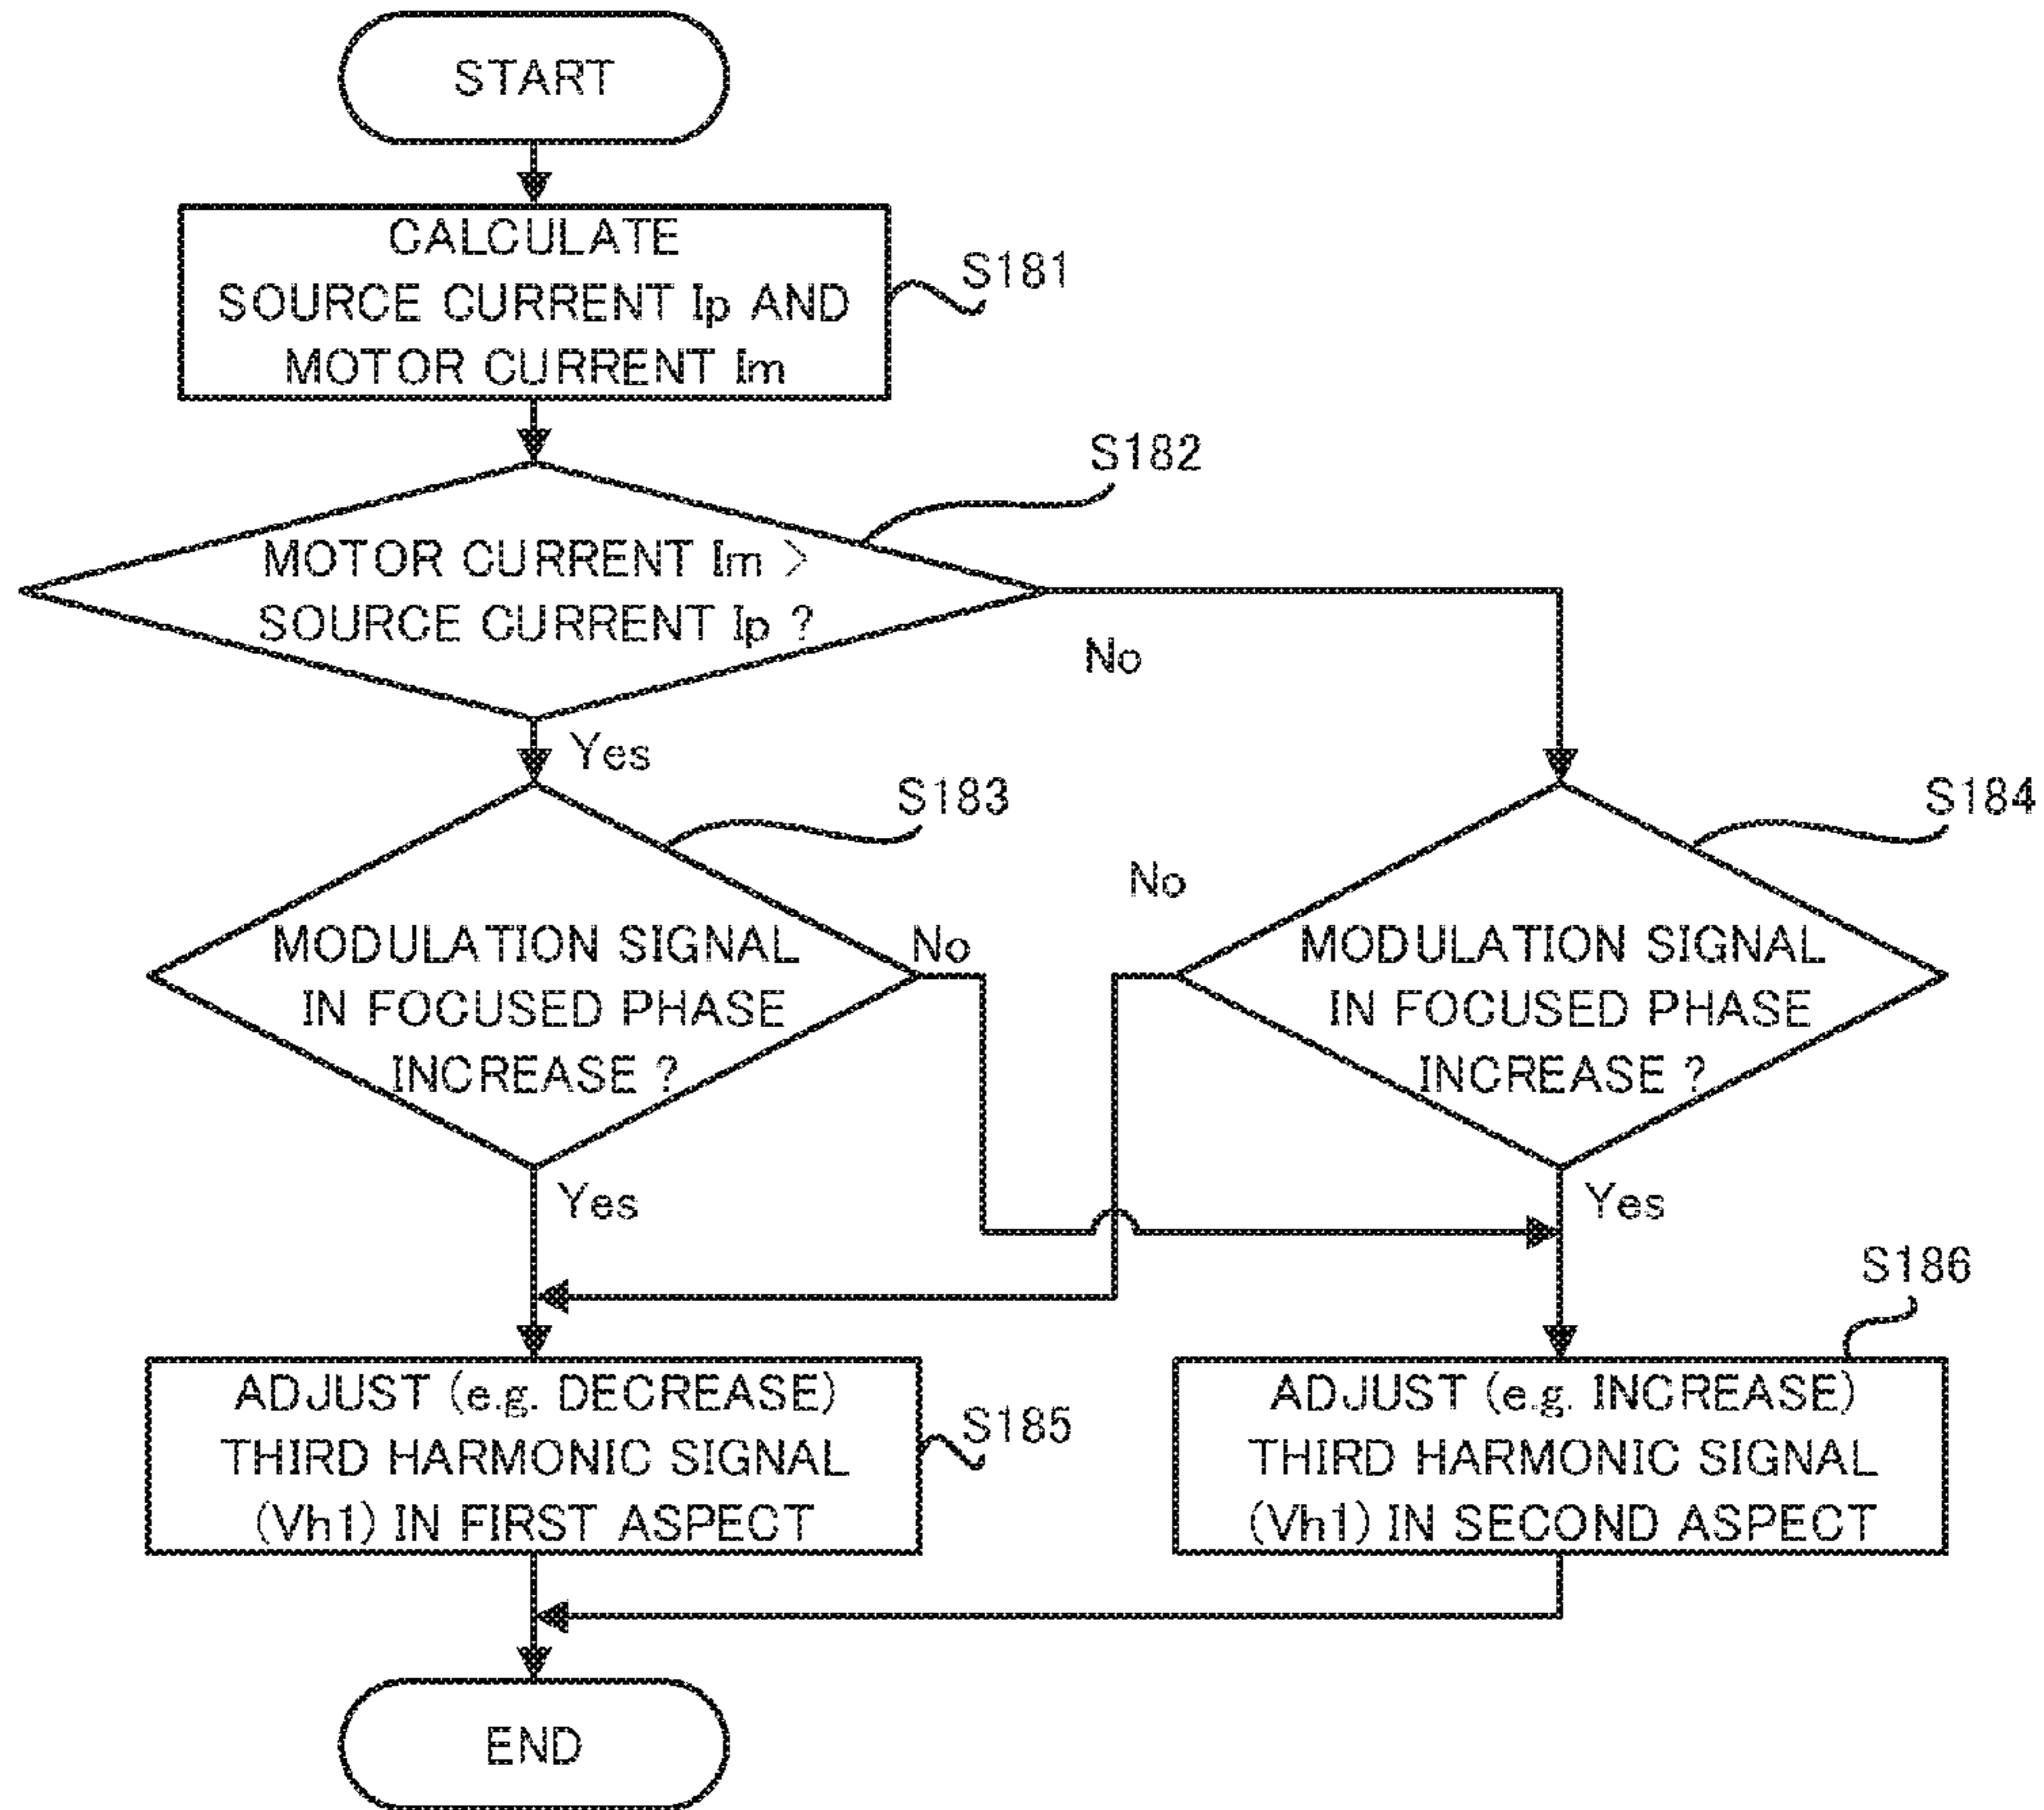 START
CALCULATE
SOURCE CURRENT Ip AND
MOTOR CURRENT Im
S181
S182
MOTOR CURRENT Im >
SOURCE CURRENT Ip ?
No
Yes
S183
S184
MODULATION SIGNAL
IN FOCUSED PHASE
INCREASE ?
No
No
MODULATION SIGNAL
IN FOCUSED PHASE
INCREASE ?
Yes
Yes
S186
ADJUST (e.g. DECREASE)
THIRD HARMONIC SIGNAL
(Vh1) IN FIRST ASPECT
S185
ADJUST (e.g. INCREASE)
THIRD HARMONIC SIGNAL
(Vh1) IN SECOND ASPECT
END